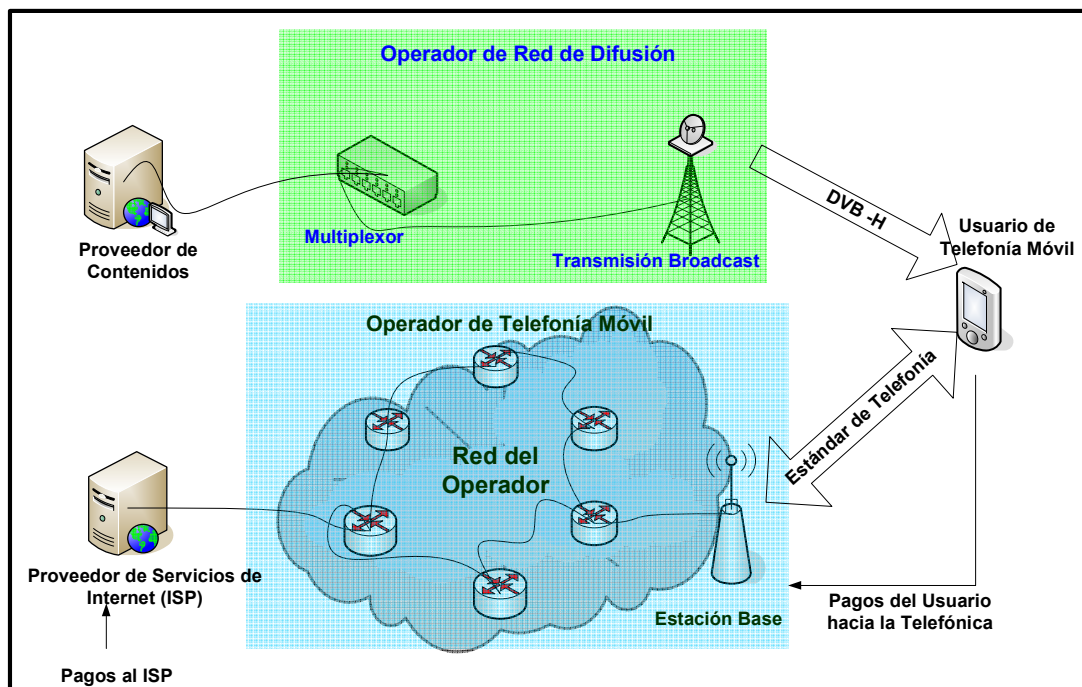 Operador de Red de Difusión
Multiplexor
Transmisión Broadcast
Proveedor de
Contenidos
DVB -H
Usuario de
Telefonía Móvil
Operador de Telefonía Móvil
Red del
Operador
Estación Base
Estándar de Telefonía
Proveedor de Servicios de
Internet (ISP)
Pagos al ISP
Pagos del Usuario
hacia la Telefónica